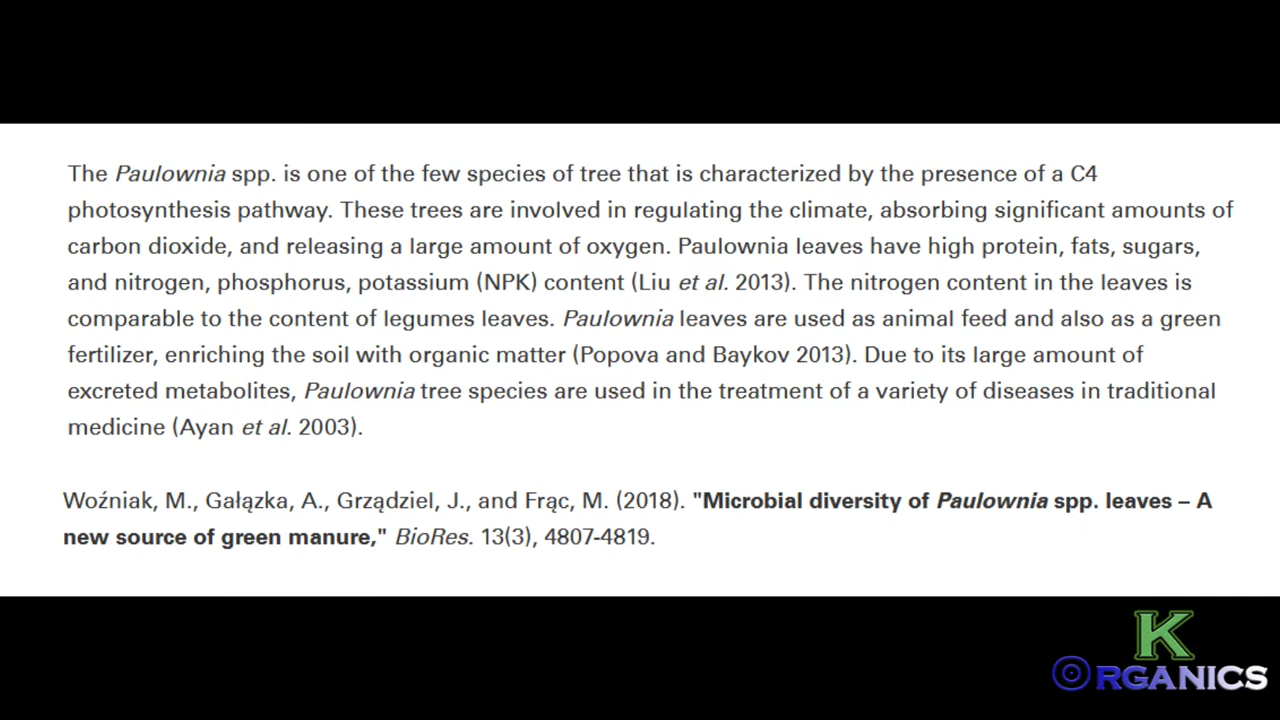 The Paulownia spp. is one of the few species of tree that is characterized by the presence of a C4
photosynthesis pathway. These trees are involved in regulating the climate, absorbing significant amounts of
carbon dioxide, and releasing a large amount of oxygen. Paulownia leaves have high protein, fats, sugars,
and nitrogen, phosphorus, potassium (NPK) content (Liu et al. 2013). The nitrogen content in the leaves is
comparable to the content of legumes leaves. Paulownia leaves are used as animal feed and also as a green
fertilizer, enriching the soil with organic matter (Popova and Baykov 2013). Due to its large amount of
excreted metabolites, Paulownia tree species are used in the treatment of a variety of diseases in traditional
medicine (Ayan et al. 2003).
Woźniak, M., Gałązka, A., Grządziel, J., and Frąc, M. (2018). "Microbial diversity of Paulownia spp. leaves – A
new source of green manure," BioRes. 13(3), 4807-4819.
K
ORGANICS